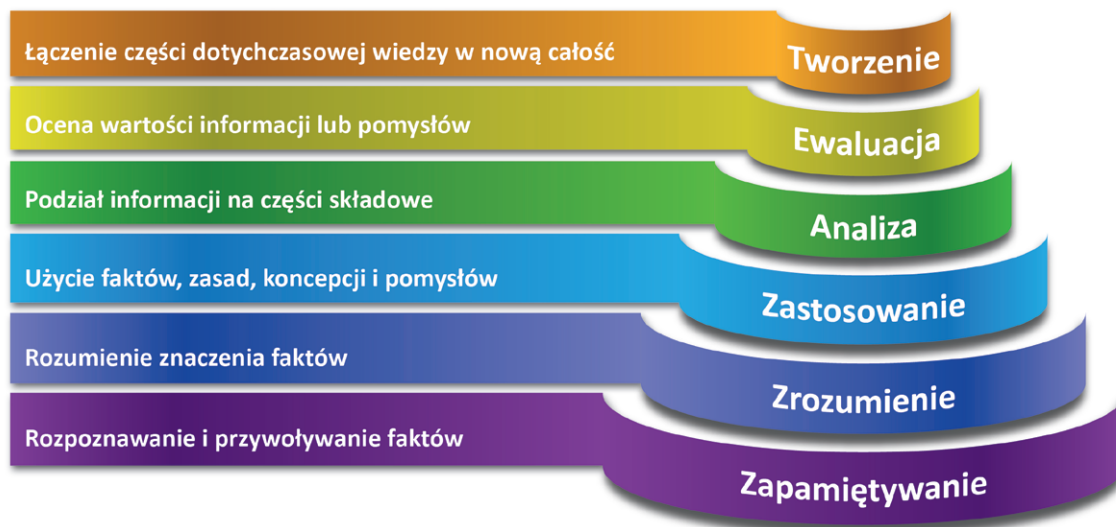 Łączenie części dotychczasowej wiedzy w nową całość
Tworzenie
Ocena wartości informacji lub pomysłów
Ewaluacja
Podział informacji na części składowe
Analiza
Użycie faktów, zasad, koncepcji i pomysłów
Zastosowanie
Rozumienie znaczenia faktów
Zrozumienie
Rozpoznawanie i przywoływanie faktów
Zapamiętywanie